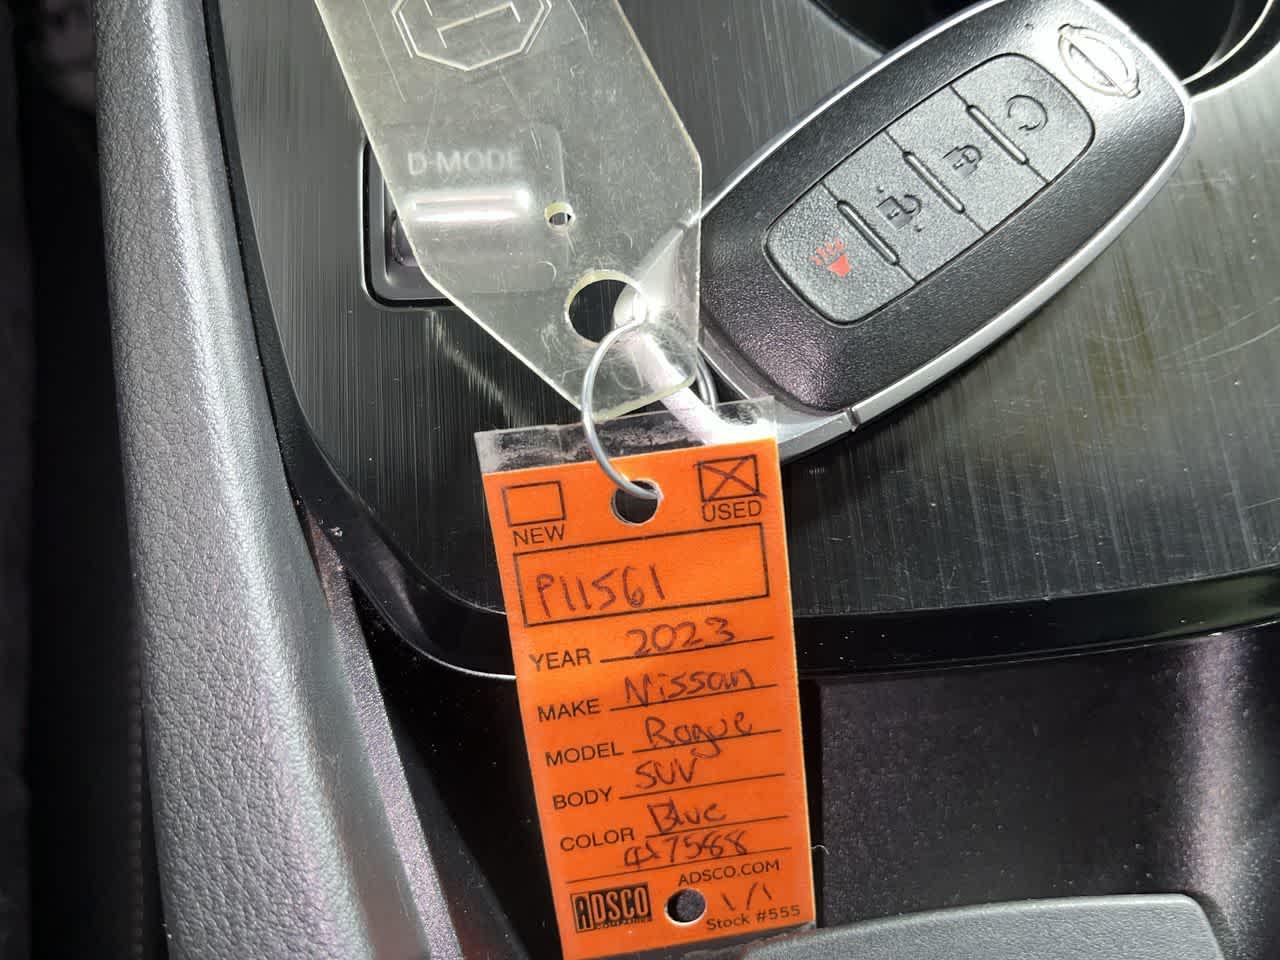 D-MODE
NEW
USED
P11561
YEAR 2023
MAKE Nissan
MODEL Rogue
BODY SUV
COLOR Blue
ADSCO.COM
ADSCO
1/1
Stock #555